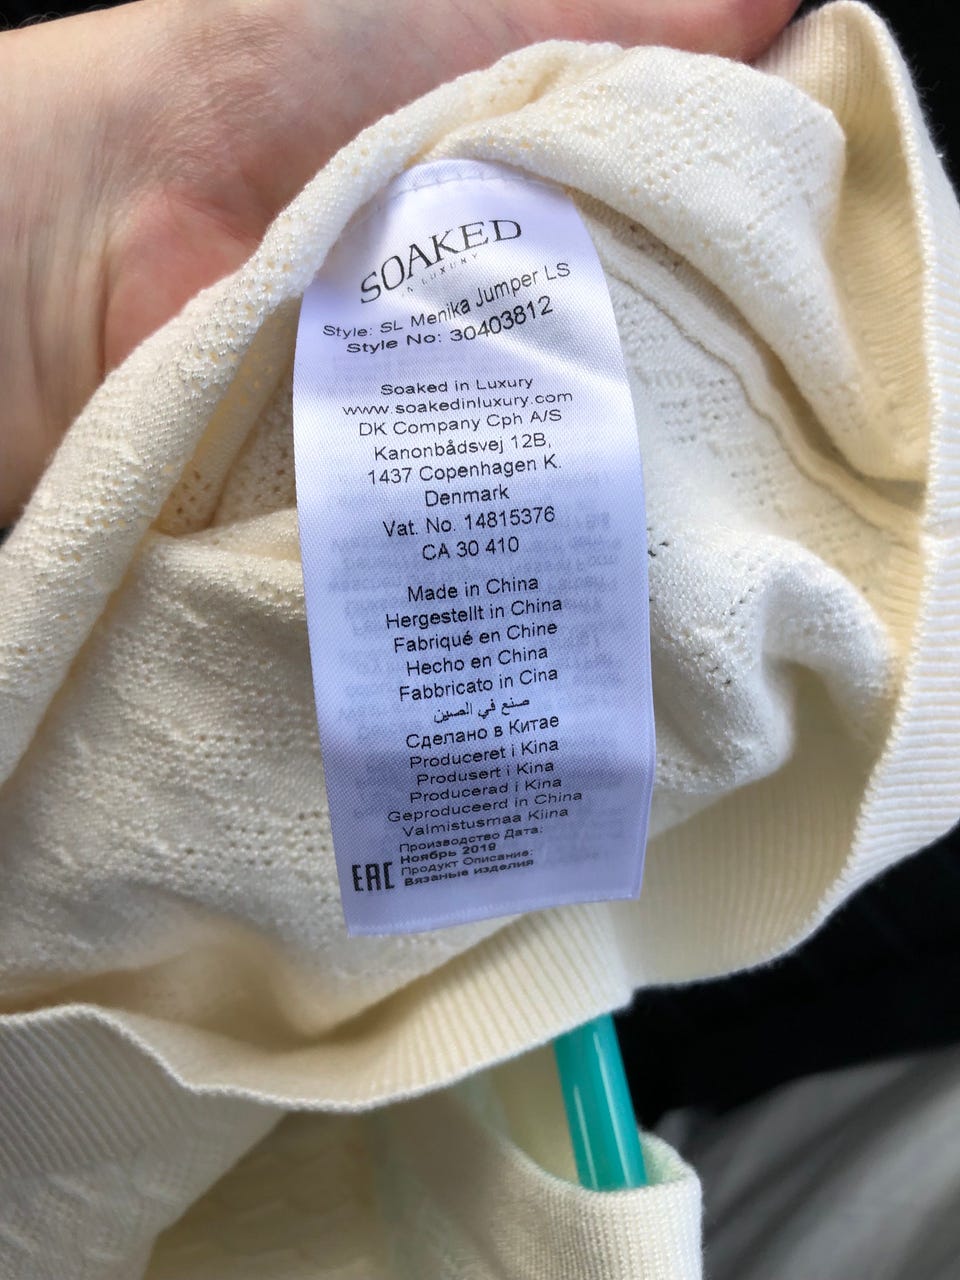 SOAKED
IN LUXURY
Style: SL Menika Jumper LS
Style No: 30403812
Soaked in Luxury
www.soakedinluxury.com
DK Company Cph A/S
Kanonbådsvej 12B,
1437 Copenhagen K.
Denmark
Vat. No. 14815376
CA 30 410
Made in China
Hergestellt in China
Fabriqué en Chine
Hecho en China
Fabbricato in Cina
صنع في الصين
Сделано в Китае
Produceret i Kina
Produsert i Kina
Producerad i Kina
Geproduceerd in China
Valmistusmaa Kiina
Производство Дата:
Ноябрь 2019
Продукт Описание:
Вязаные изделия
EAC